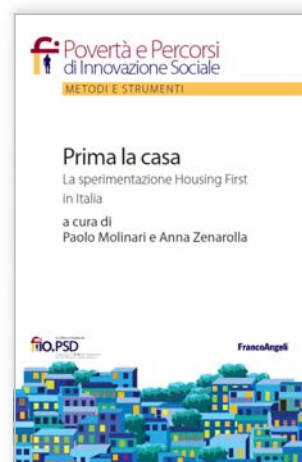 Povertà e Percorsi
di Innovazione Sociale
METODI E STRUMENTI
Prima la casa
La sperimentazione Housing First
in Italia
a cura di
Paolo Molinari e Anna Zenarolla
fio.PSD
FrancoAngeli